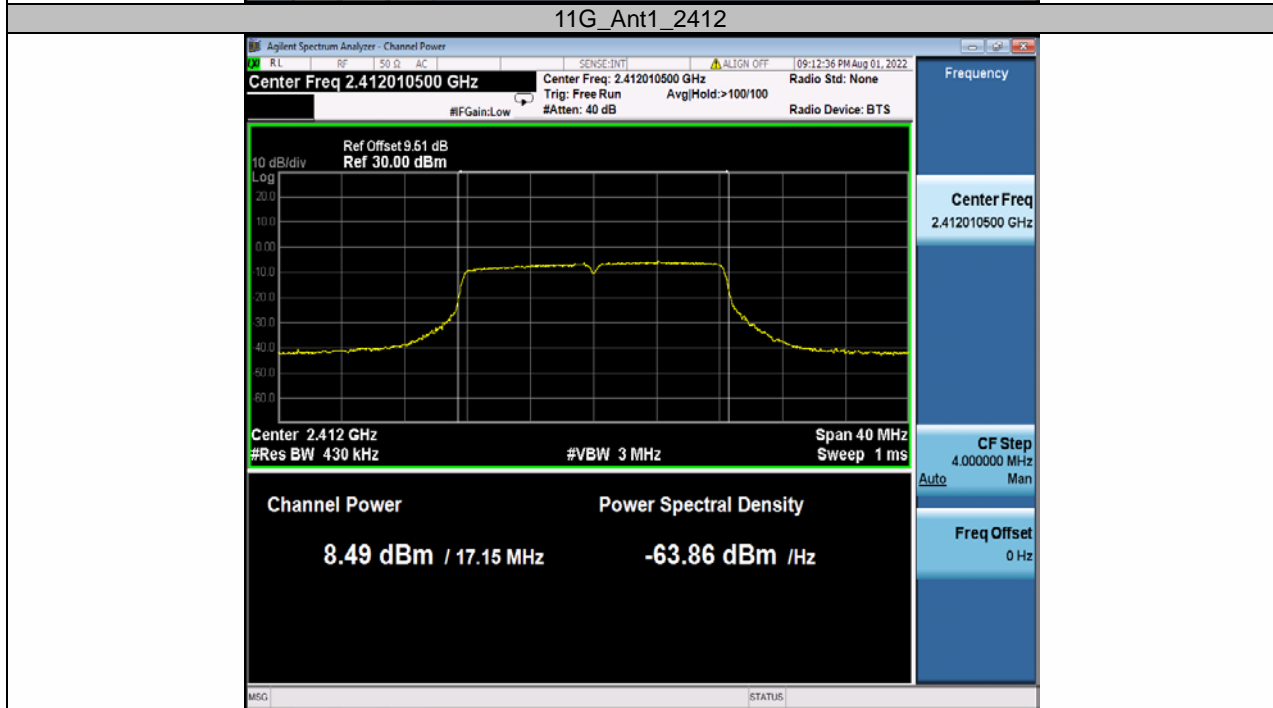 11G_Ant1_2412
Agilent Spectrum Analyzer - Channel Power
RL RF 50 Ω AC SENSE:INT ALIGN OFF 09:12:36 PM Aug 01, 2022
Center Freq 2.412010500 GHz
Center Freq: 2.412010500 GHz Radio Std: None
Trig: Free Run Avg|Hold:>100/100
#IFGain:Low #Atten: 40 dB Radio Device: BTS
Frequency
Ref Offset 9.51 dB
10 dB/div Ref 30.00 dBm
Log
20.0
10.0
0.00
-10.0
-20.0
-30.0
-40.0
-50.0
-60.0
Center 2.412 GHz Span 40 MHz
#Res BW 430 kHz #VBW 3 MHz Sweep 1 ms
Center Freq
2.412010500 GHz
CF Step
4.000000 MHz
Auto Man
Freq Offset
0 Hz
Channel Power Power Spectral Density
8.49 dBm / 17.15 MHz -63.86 dBm /Hz
MSG STATUS